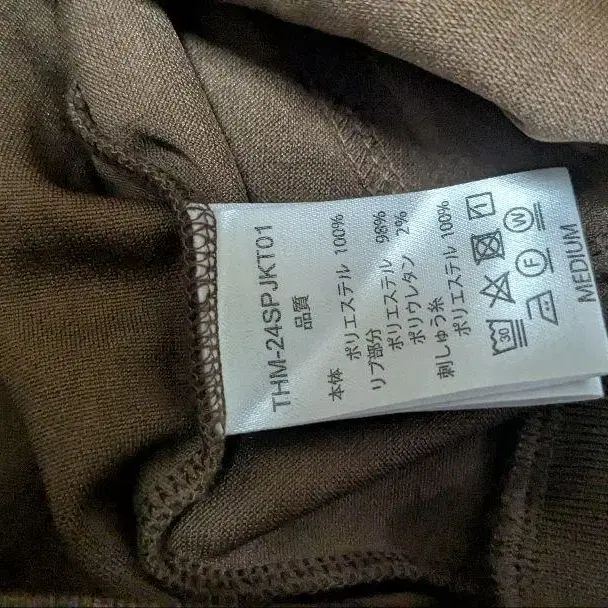 THM-24SPJKT01
品質
本体 ポリエステル 100%
リブ部分
ポリエステル 98%
ポリウレタン 2%
刺しゅう糸
ポリエステル 100%
30
F W
MEDIUM